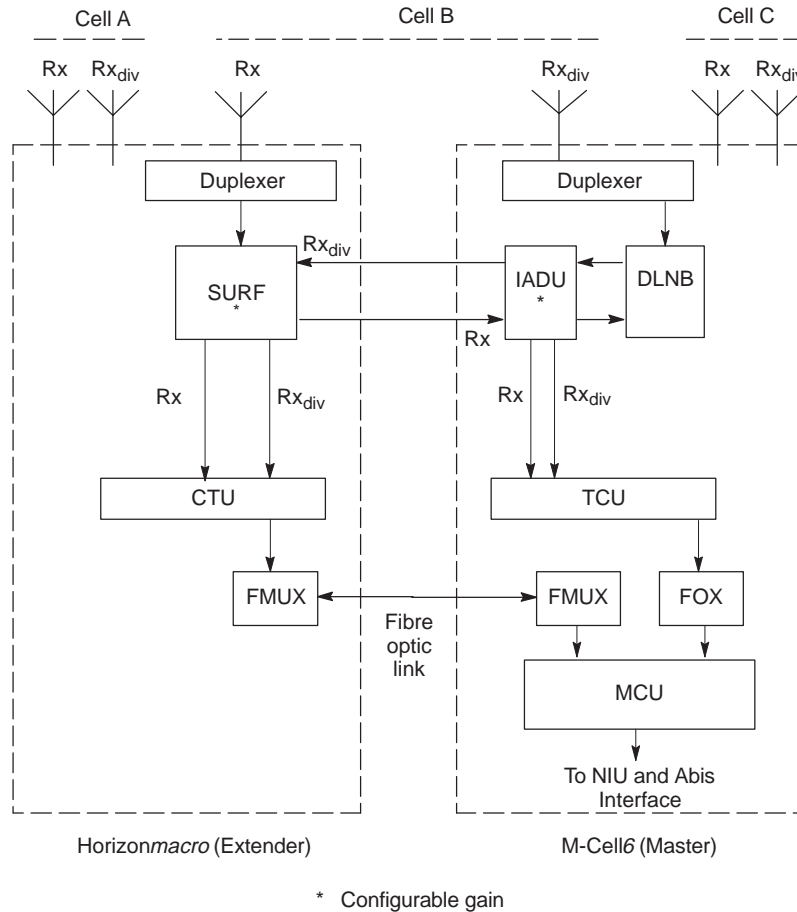 Cell A
Cell B
Cell C
Rx
Rxdiv
Rx
Rxdiv
Rx
Rxdiv
Duplexer
Duplexer
SURF
*
Rxdiv
Rx
IADU
*
DLNB
Rx
Rxdiv
Rx
Rxdiv
CTU
TCU
FMUX
Fibre
optic
link
FMUX
FOX
MCU
To NIU and Abis
Interface
Horizonmacro (Extender)
M-Cell6 (Master)
* Configurable gain